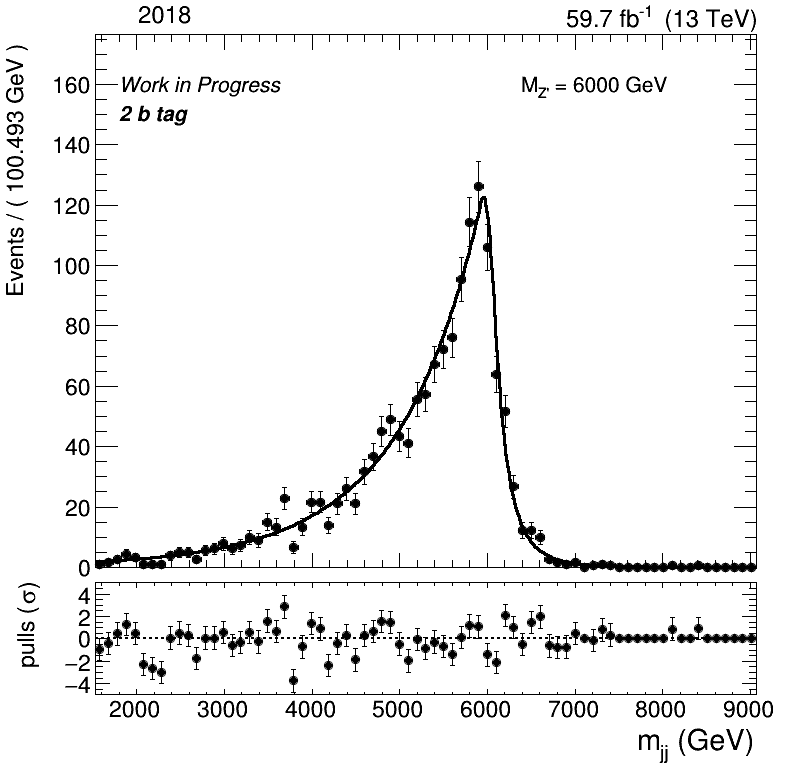 2018
59.7 fb⁻¹ (13 TeV)
Work in Progress
2 b tag
M_Z' = 6000 GeV
Events / ( 100.493 GeV )
160
140
120
100
80
60
40
20
0
pulls (σ)
4
2
0
−2
−4
2000 3000 4000 5000 6000 7000 8000 9000
m_jj (GeV)